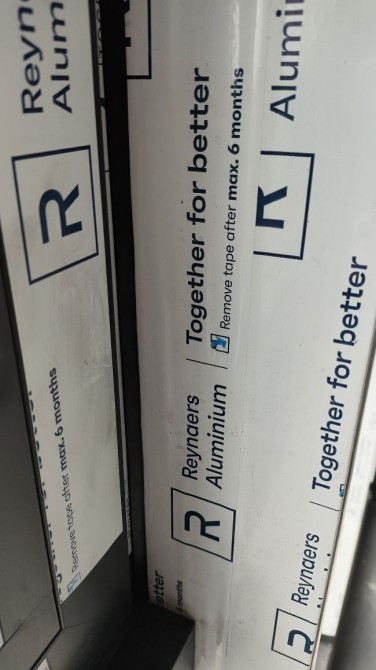 Reyn
Alum
R
Remove tape after max. 6 months
R
Reynaers
Aluminium
Together for better
Remove tape after max. 6 months
etter
months
R
Alumi
R
Reynaers
Together for better